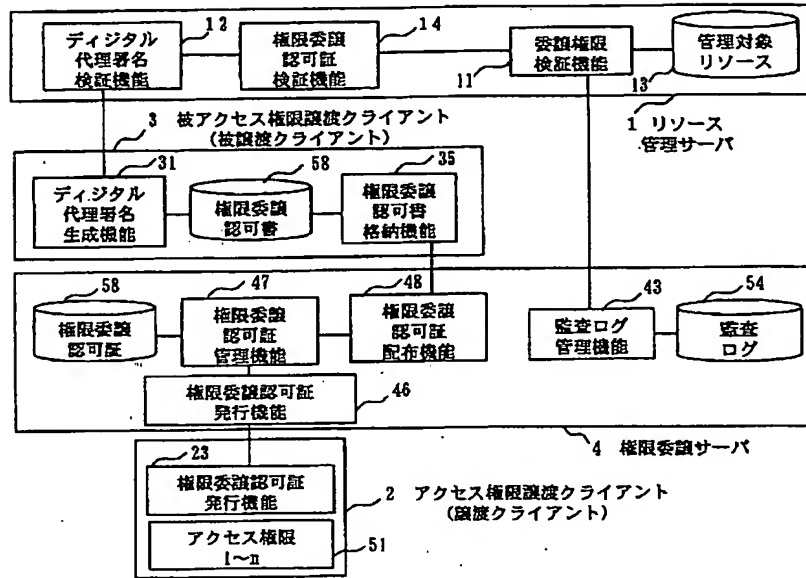 12
ディジタル
代理署名
検証機能
14
権限委譲
認可証
検証機能
11
委譲権限
検証機能
13
管理対象
リソース
1 リソース
管理サーバ
3 被アクセス権限譲渡クライアント
(被譲渡クライアント)
31
ディジタル
代理署名
生成機能
58
権限委譲
認可書
35
権限委譲
認可書
格納機能
58
権限委譲
認可証
47
権限委譲
認可証
管理機能
48
権限委譲
認可証
配布機能
43
監査ログ
管理機能
54
監査
ログ
権限委譲認可証
発行機能
46
4 権限委譲サーバ
23
権限委譲認可証
発行機能
2 アクセス権限譲渡クライアント
(譲渡クライアント)
アクセス権限
1~n
51